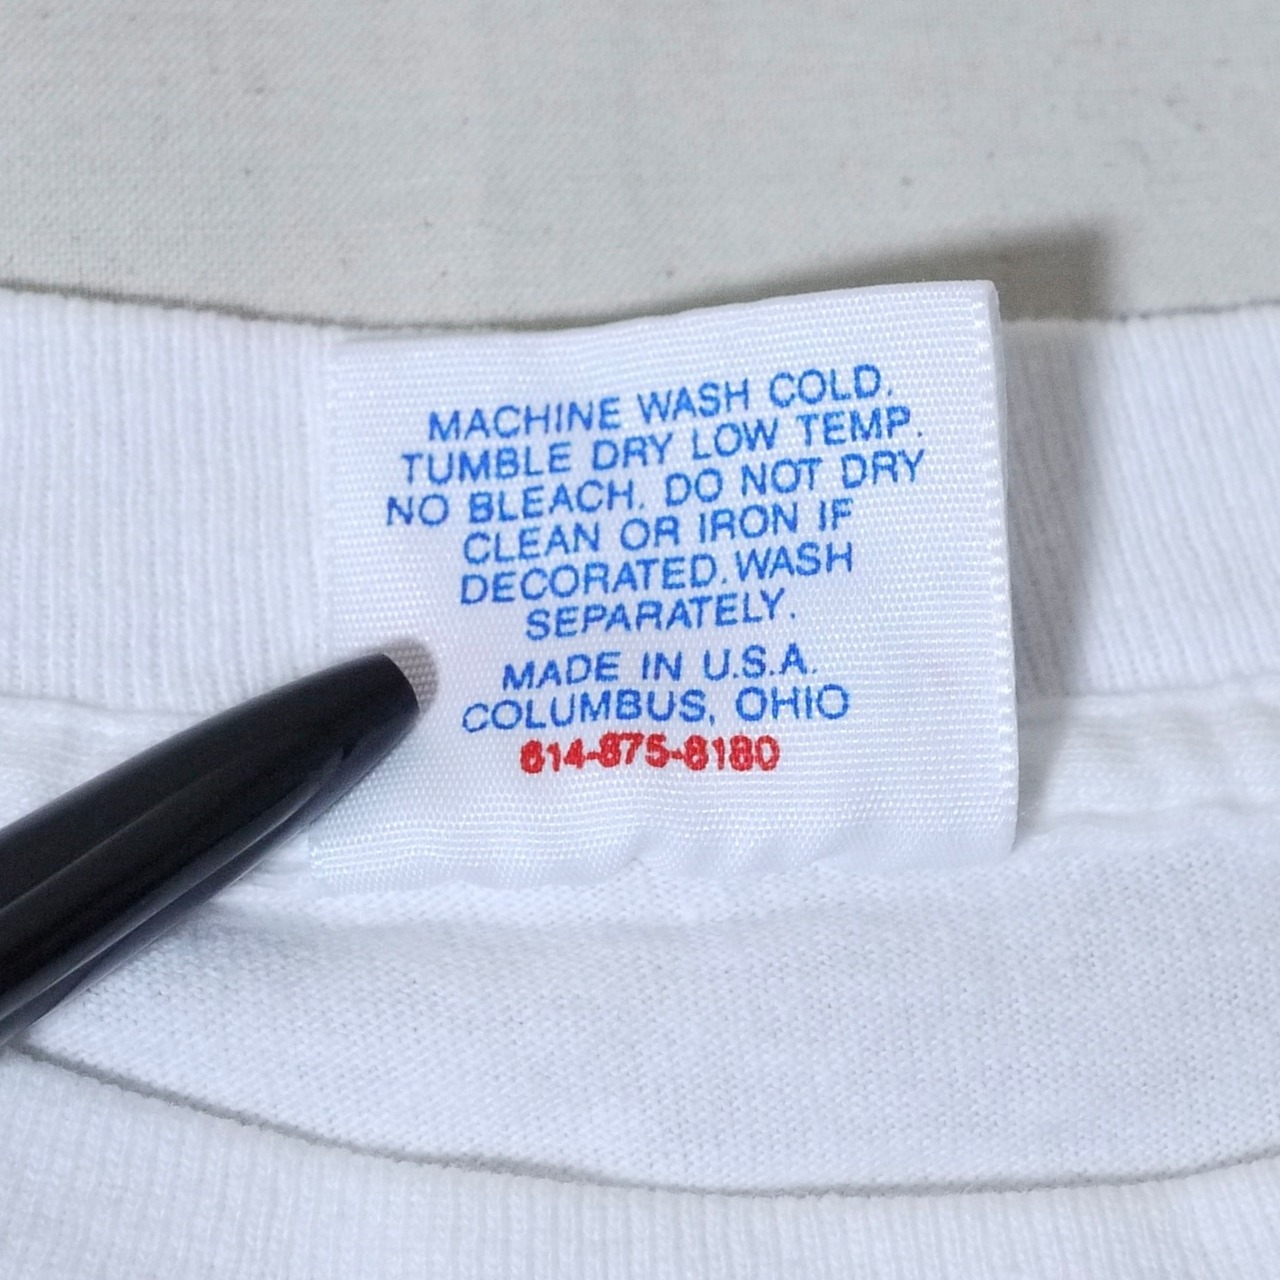 MACHINE WASH COLD.
TUMBLE DRY LOW TEMP.
NO BLEACH. DO NOT DRY
CLEAN OR IRON IF
DECORATED. WASH
SEPARATELY.
MADE IN U.S.A.
COLUMBUS, OHIO
614-875-8180